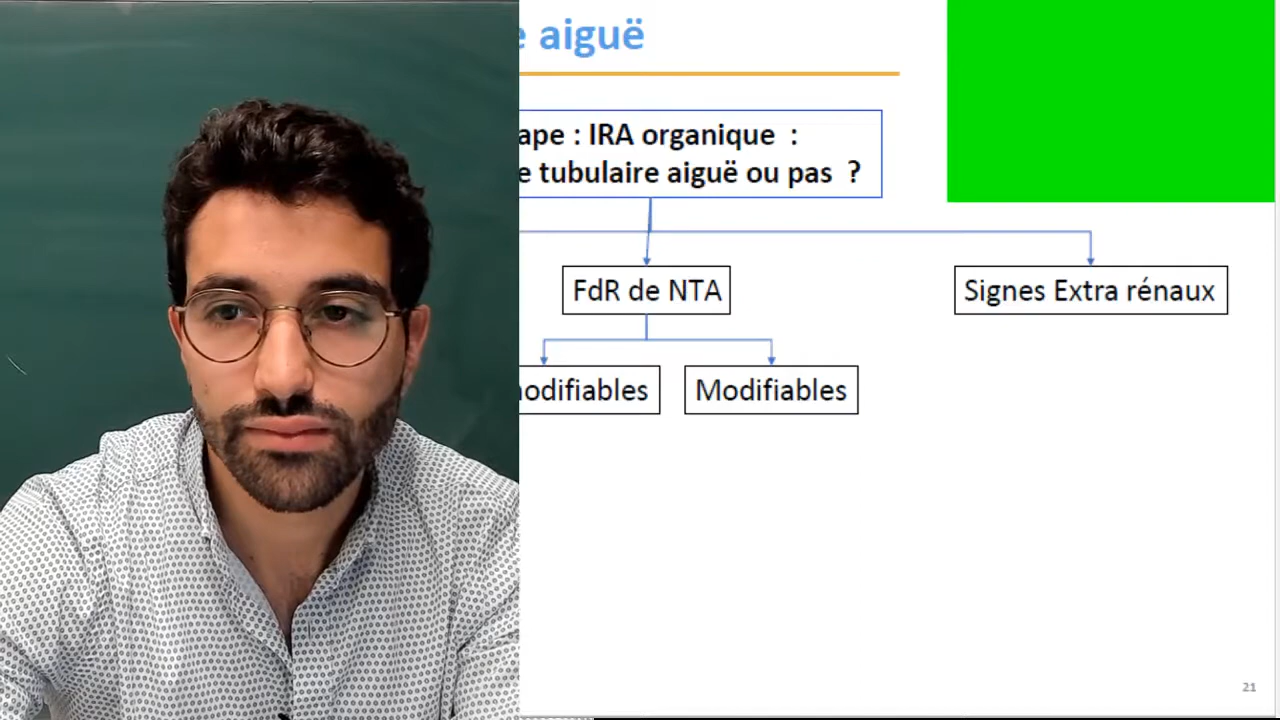 e aiguë
ape : IRA organique :
e tubulaire aiguë ou pas ?
FdR de NTA
Signes Extra rénaux
odifiables
Modifiables
21